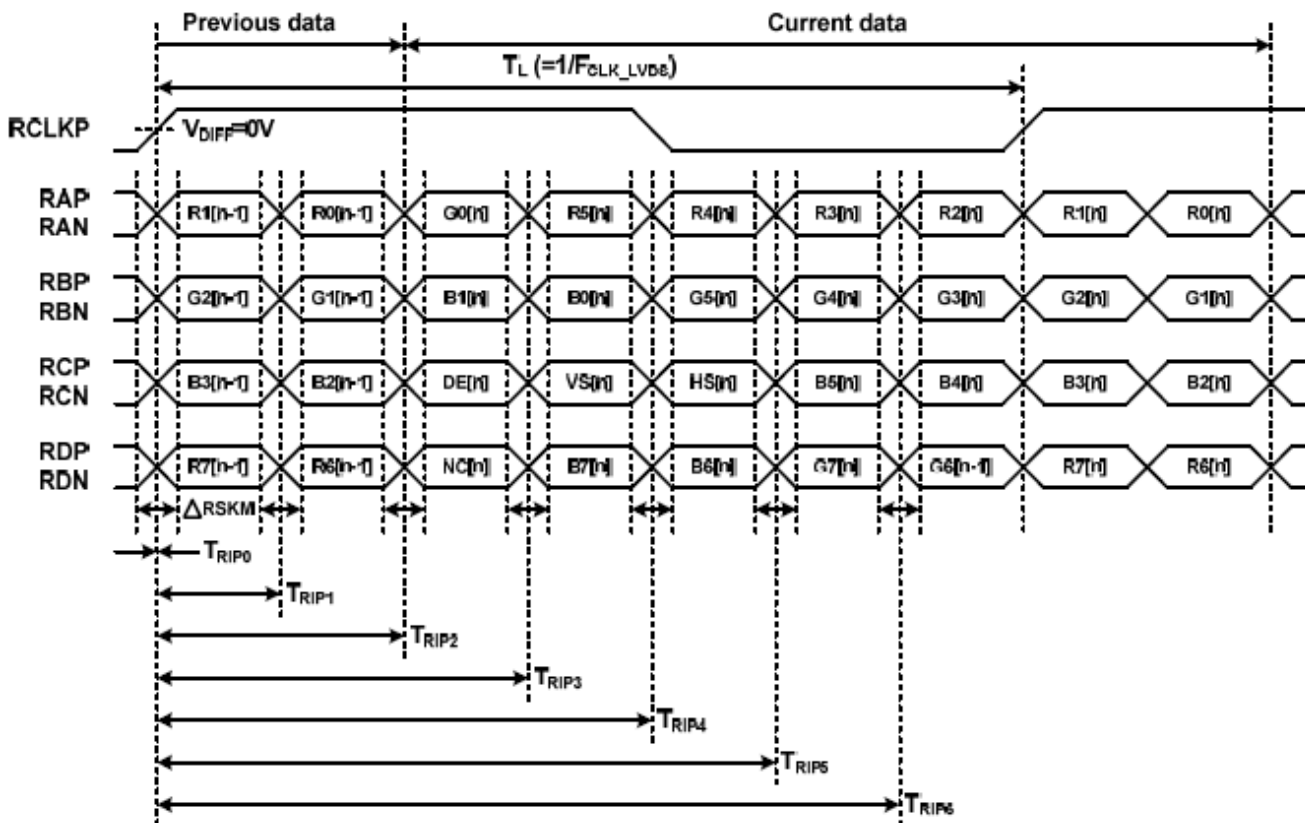 Previous data Current data
TL (=1/FCLK_LVDS)
RCLKP VDIFF=0V
RAP
RAN
R1[n-1] R0[n-1] G0[n] R5[n] R4[n] R3[n] R2[n] R1[n] R0[n]
RBP
RBN
G2[n-1] G1[n-1] B1[n] B0[n] G5[n] G4[n] G3[n] G2[n] G1[n]
RCP
RCN
B3[n-1] B2[n-1] DE[n] VS[n] HS[n] B5[n] B4[n] B3[n] B2[n]
RDP
RDN
R7[n-1] R6[n-1] NC[n] B7[n] B6[n] G7[n] G6[n-1] R7[n] R6[n]
△RSKM
TRIP0
TRIP1
TRIP2
TRIP3
TRIP4
TRIP5
TRIP6